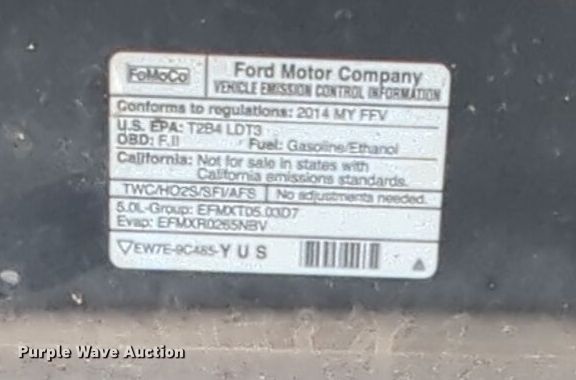 FoMoCo
Ford Motor Company
VEHICLE EMISSION CONTROL INFORMATION
Conforms to regulations: 2014 MY FFV
U.S. EPA: T2B4 LDT3
OBD: F.II Fuel: Gasoline/Ethanol
California: Not for sale in states with
California emissions standards.
TWC/HO2S/SFI/AFS No adjustments needed.
5.0L-Group: EFMXT05.03D7
Evap: EFMXR0265NBV
EW7E-9C485-YUS
Purple Wave Auction